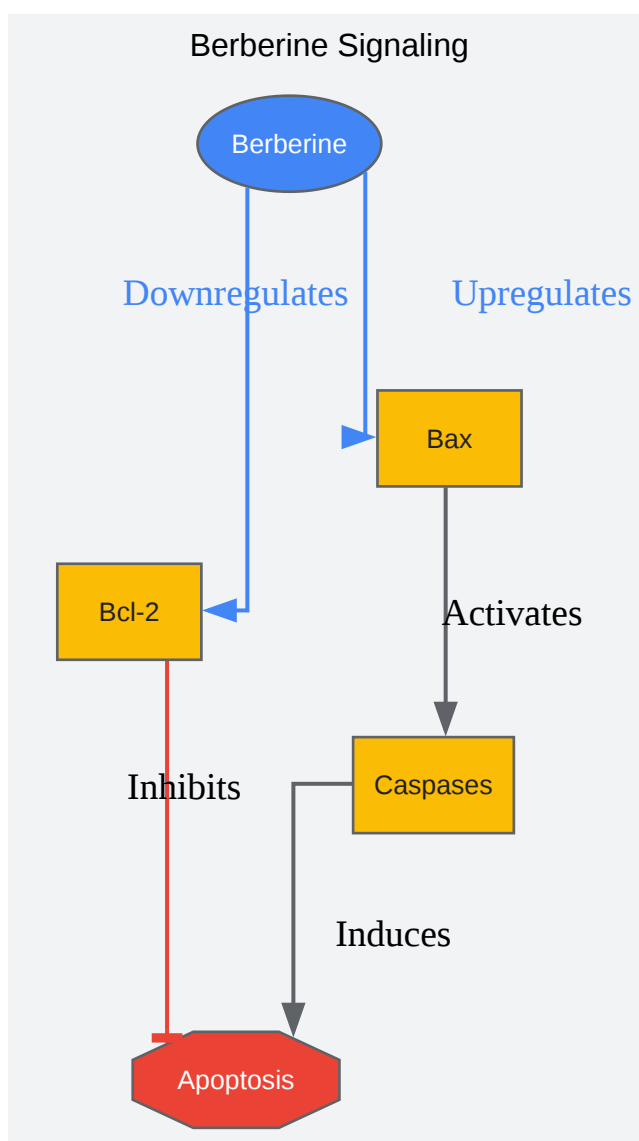 Berberine Signaling
Berberine
Downregulates
Upregulates
Bax
Bcl-2
Activates
Inhibits
Caspases
Induces
Apoptosis